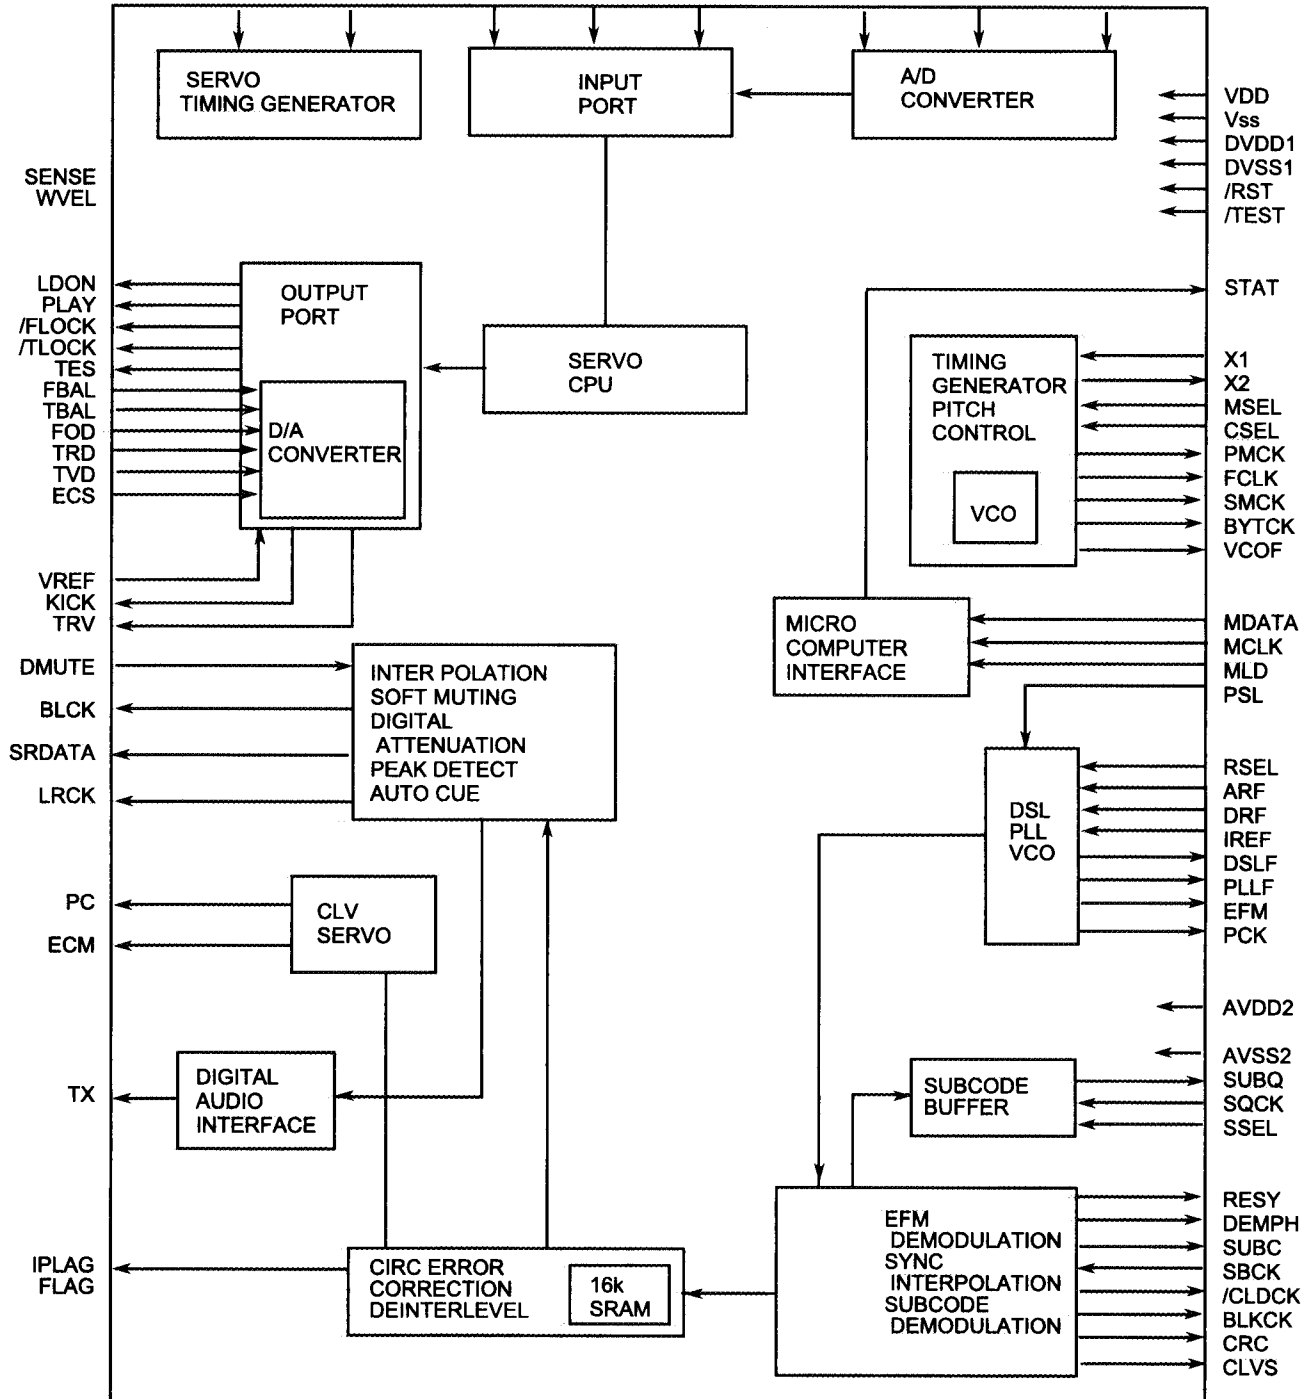 SERVO
TIMING GENERATOR
INPUT
PORT
A/D
CONVERTER
VDD
Vss
DVDD1
DVSS1
/RST
/TEST
SENSE
WVEL
LDON
PLAY
/FLOCK
/TLOCK
TES
FBAL
TBAL
FOD
TRD
TVD
ECS
OUTPUT
PORT
D/A
CONVERTER
SERVO
CPU
STAT
TIMING
GENERATOR
PITCH
CONTROL
VCO
X1
X2
MSEL
CSEL
PMCK
FCLK
SMCK
BYTCK
VCOF
VREF
KICK
TRV
MICRO
COMPUTER
INTERFACE
MDATA
MCLK
MLD
PSL
DMUTE
BLCK
SRDATA
LRCK
INTER POLATION
SOFT MUTING
DIGITAL
ATTENUATION
PEAK DETECT
AUTO CUE
DSL
PLL
VCO
RSEL
ARF
DRF
IREF
DSLF
PLLF
EFM
PCK
PC
ECM
CLV
SERVO
AVDD2
AVSS2
SUBQ
SQCK
SSEL
SUBCODE
BUFFER
TX
DIGITAL
AUDIO
INTERFACE
IPLAG
FLAG
CIRC ERROR
CORRECTION
DEINTERLEVEL
16k
SRAM
EFM
DEMODULATION
SYNC
INTERPOLATION
SUBCODE
DEMODULATION
RESY
DEMPH
SUBC
SBCK
/CLDCK
BLKCK
CRC
CLVS